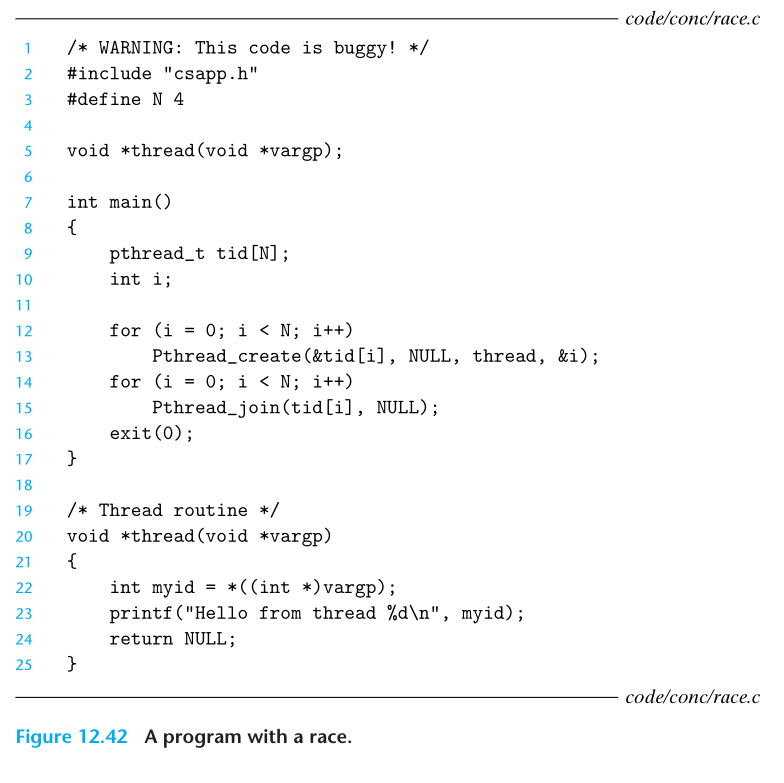 code/conc/race.c
1 /* WARNING: This code is buggy! */
2 #include "csapp.h"
3 #define N 4
4
5 void *thread(void *vargp);
6
7 int main()
8 {
9     pthread_t tid[N];
10     int i;
11
12     for (i = 0; i < N; i++)
13         Pthread_create(&tid[i], NULL, thread, &i);
14     for (i = 0; i < N; i++)
15         Pthread_join(tid[i], NULL);
16     exit(0);
17 }
18
19 /* Thread routine */
20 void *thread(void *vargp)
21 {
22     int myid = *((int *)vargp);
23     printf("Hello from thread %d\n", myid);
24     return NULL;
25 }
code/conc/race.c
Figure 12.42 A program with a race.